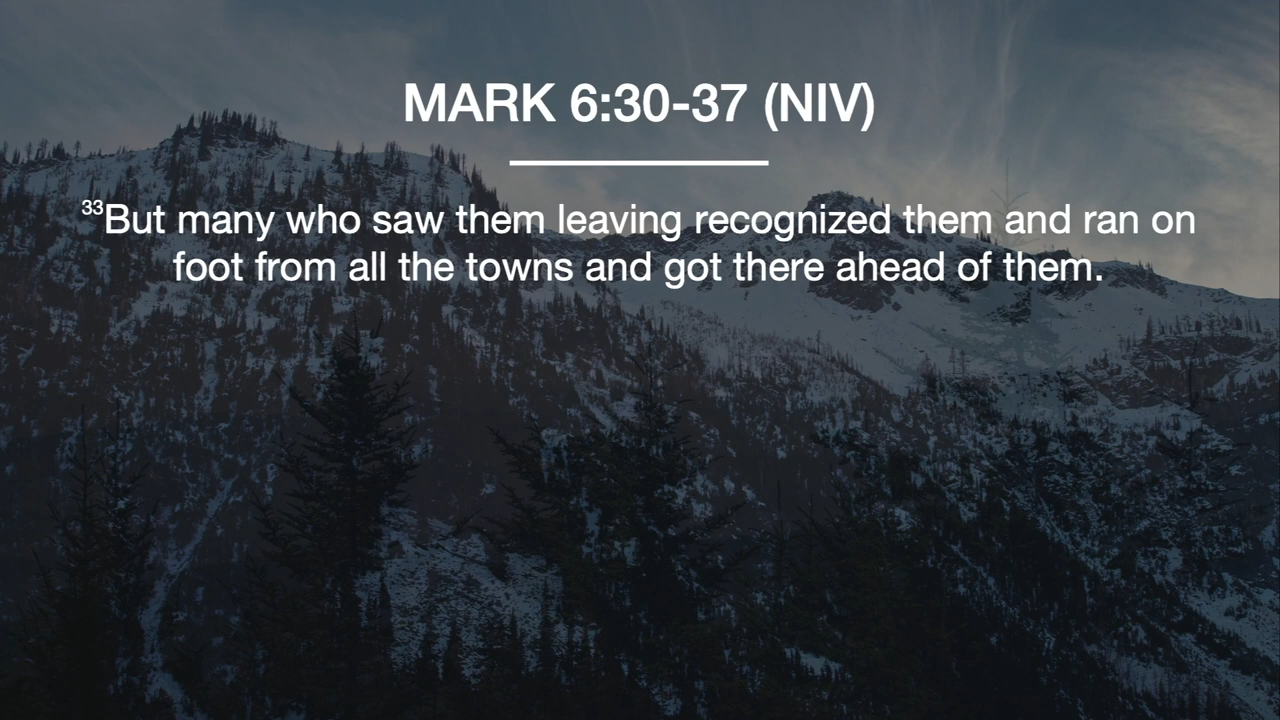 MARK 6:30-37 (NIV)
³³But many who saw them leaving recognized them and ran on
foot from all the towns and got there ahead of them.